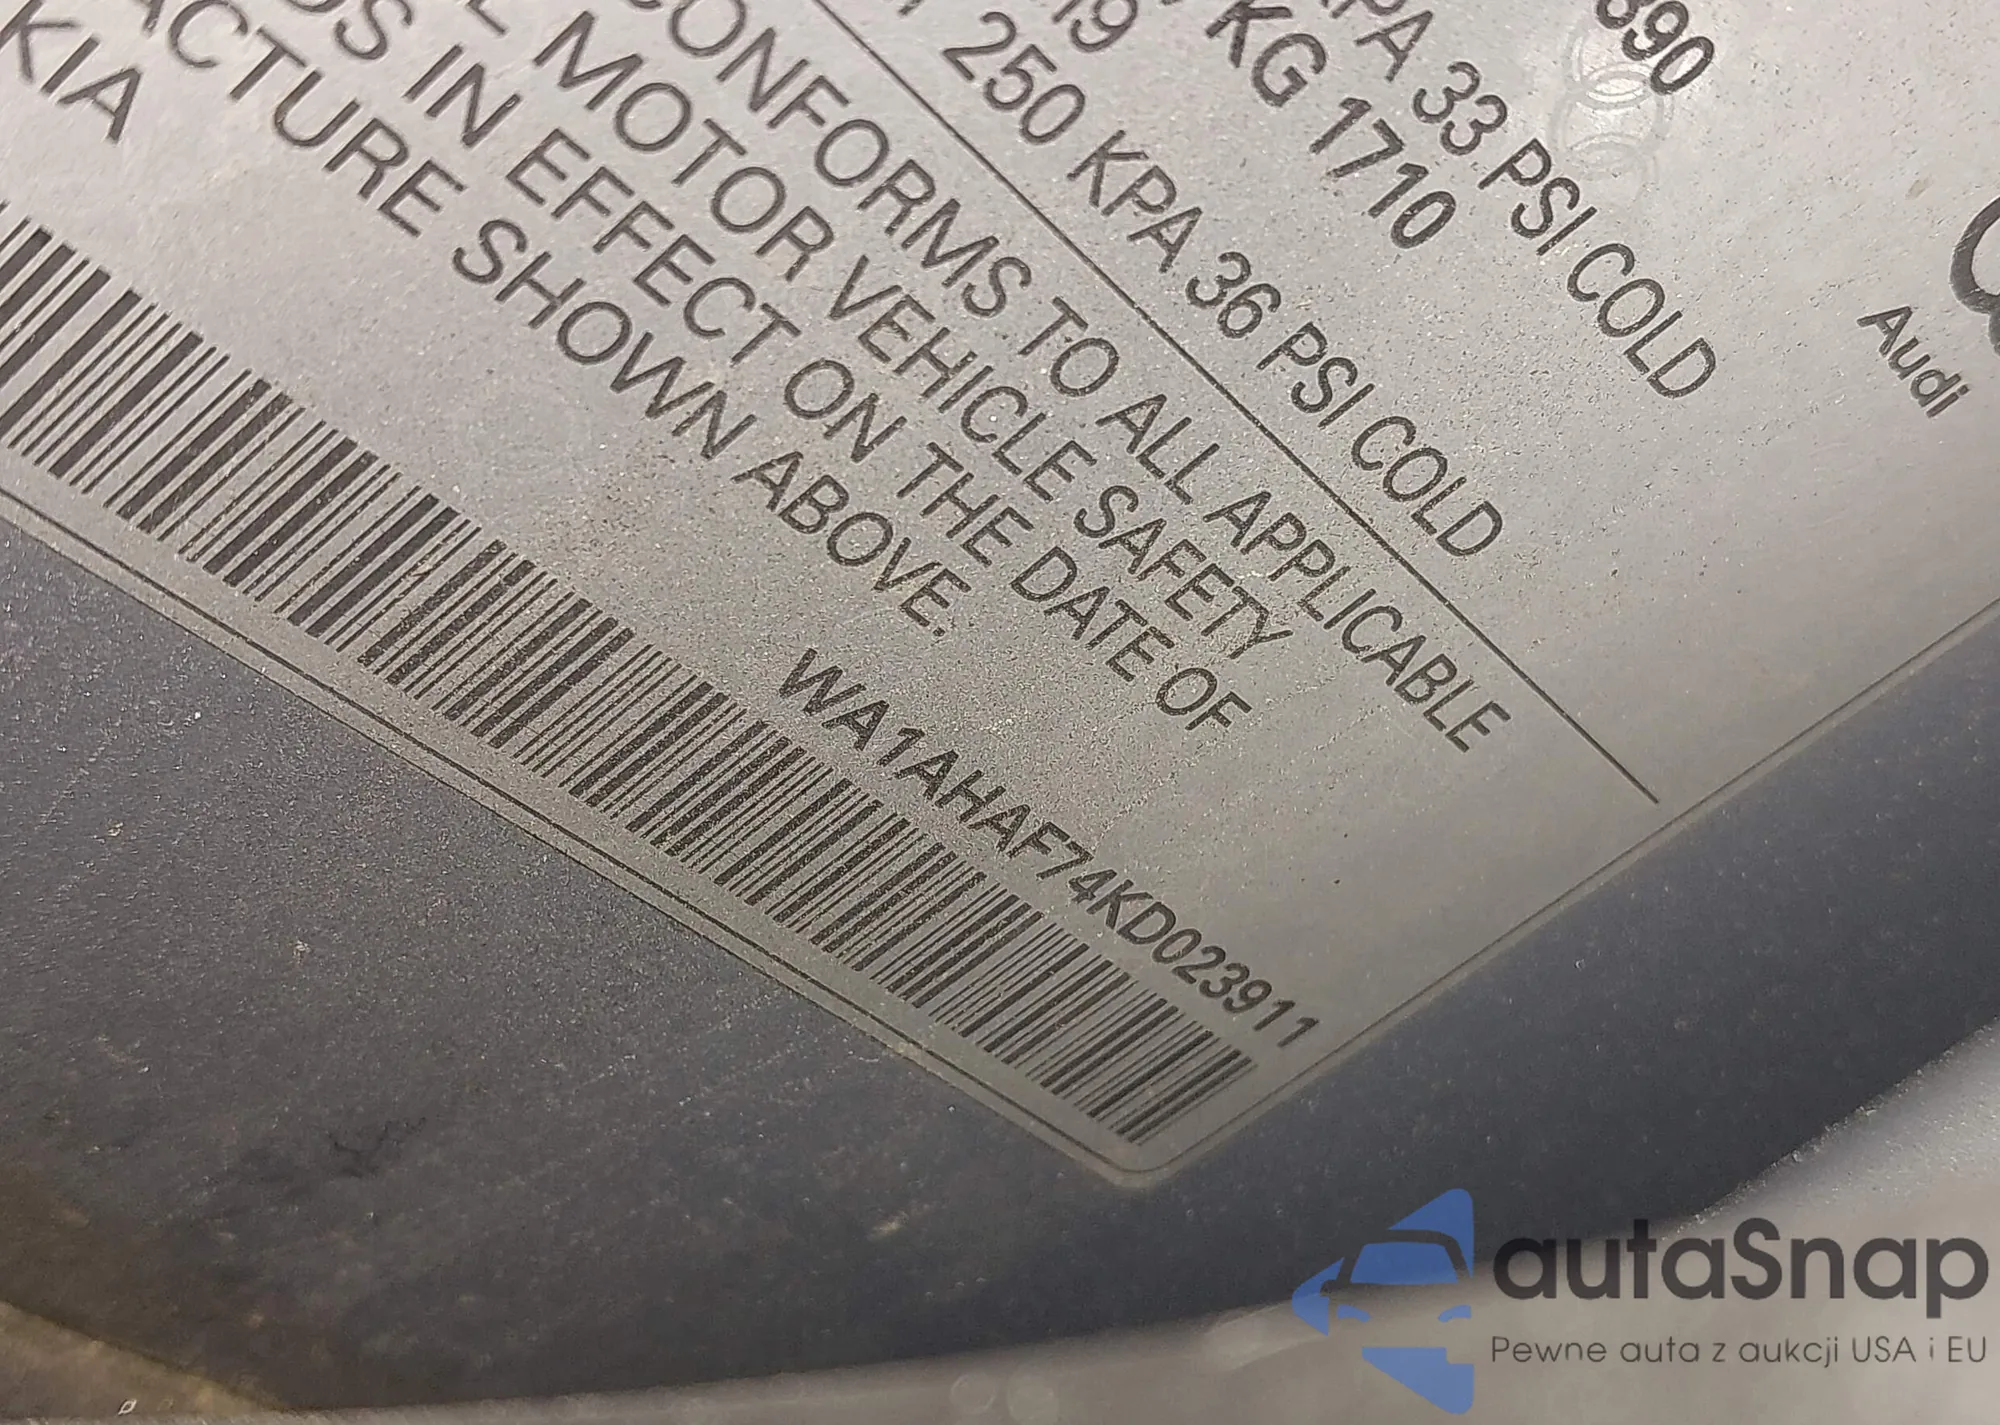 390
KPA 33 PSI COLD
KG 1710
19
250 KPA 36 PSI COLD
CONFORMS TO ALL APPLICABLE
MOTOR VEHICLE SAFETY
IN EFFECT ON THE DATE OF
ACTURE SHOWN ABOVE.
KIA
WA1AHAF74KD023911
Audi
autaSnap
Pewne auta z aukcji USA i EU